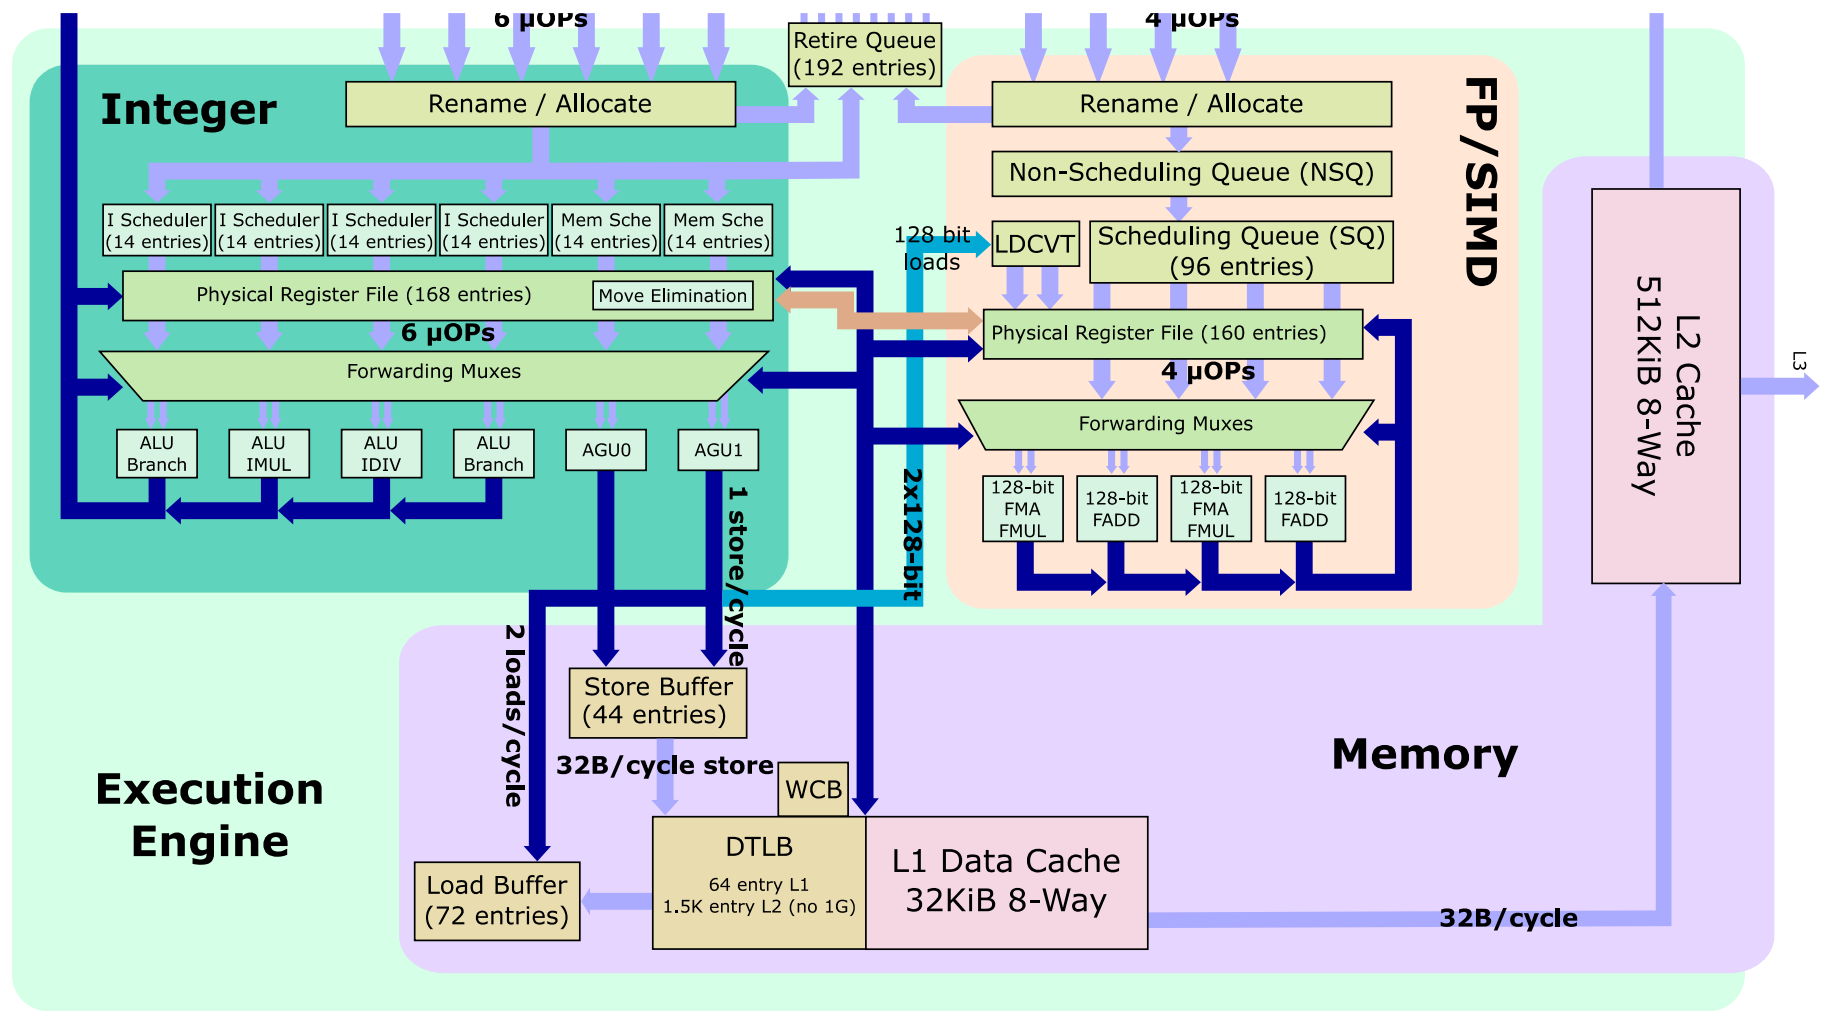 6 µOPs
4 µOPs
Retire Queue
(192 entries)
Integer
Rename / Allocate
Rename / Allocate
FP/SIMD
Non-Scheduling Queue (NSQ)
I Scheduler
(14 entries)
I Scheduler
(14 entries)
I Scheduler
(14 entries)
I Scheduler
(14 entries)
Mem Sche
(14 entries)
Mem Sche
(14 entries)
128 bit
loads
LDCVT
Scheduling Queue (SQ)
(96 entries)
Physical Register File (168 entries)
Move Elimination
Physical Register File (160 entries)
6 µOPs
4 µOPs
Forwarding Muxes
Forwarding Muxes
ALU
Branch
ALU
IMUL
ALU
IDIV
ALU
Branch
AGU0
AGU1
128-bit
FMA
FMUL
128-bit
FADD
128-bit
FMA
FMUL
128-bit
FADD
L2 Cache
512KiB 8-Way
L3
2x128-bit
1 store/cycle
2 loads/cycle
Store Buffer
(44 entries)
32B/cycle store
WCB
Memory
Execution
Engine
DTLB
64 entry L1
1.5K entry L2 (no 1G)
L1 Data Cache
32KiB 8-Way
Load Buffer
(72 entries)
32B/cycle